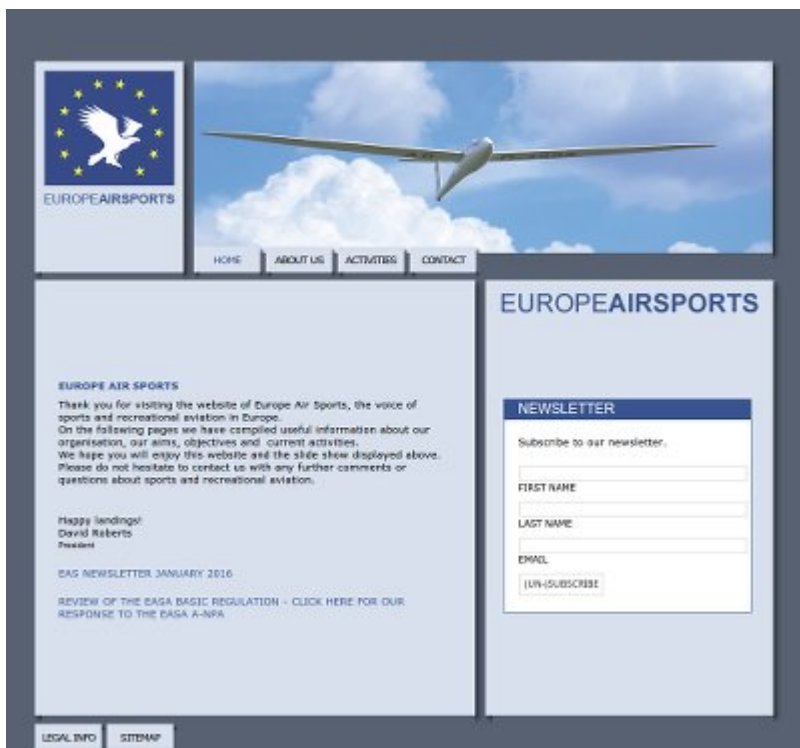 EUROPEAIRSPORTS
HOME
ABOUT US
ACTIVITIES
CONTACT
EUROPEAIRSPORTS
EUROPE AIR SPORTS
Thank you for visiting the website of Europe Air Sports, the voice of
sports and recreational aviation in Europe.
On the following pages we have compiled useful information about our
organisation, our aims, objectives and current activities.
We hope you will enjoy this website and the slide show displayed above.
Please do not hesitate to contact us with any further comments or
questions about sports and recreational aviation.
Happy landings!
David Roberts
President
EAS NEWSLETTER JANUARY 2016
REVIEW OF THE EASA BASIC REGULATION - CLICK HERE FOR OUR
RESPONSE TO THE EASA A-NPA
NEWSLETTER
Subscribe to our newsletter.
FIRST NAME
LAST NAME
EMAIL
(UN-)SUBSCRIBE
LEGAL INFO
SITEMAP